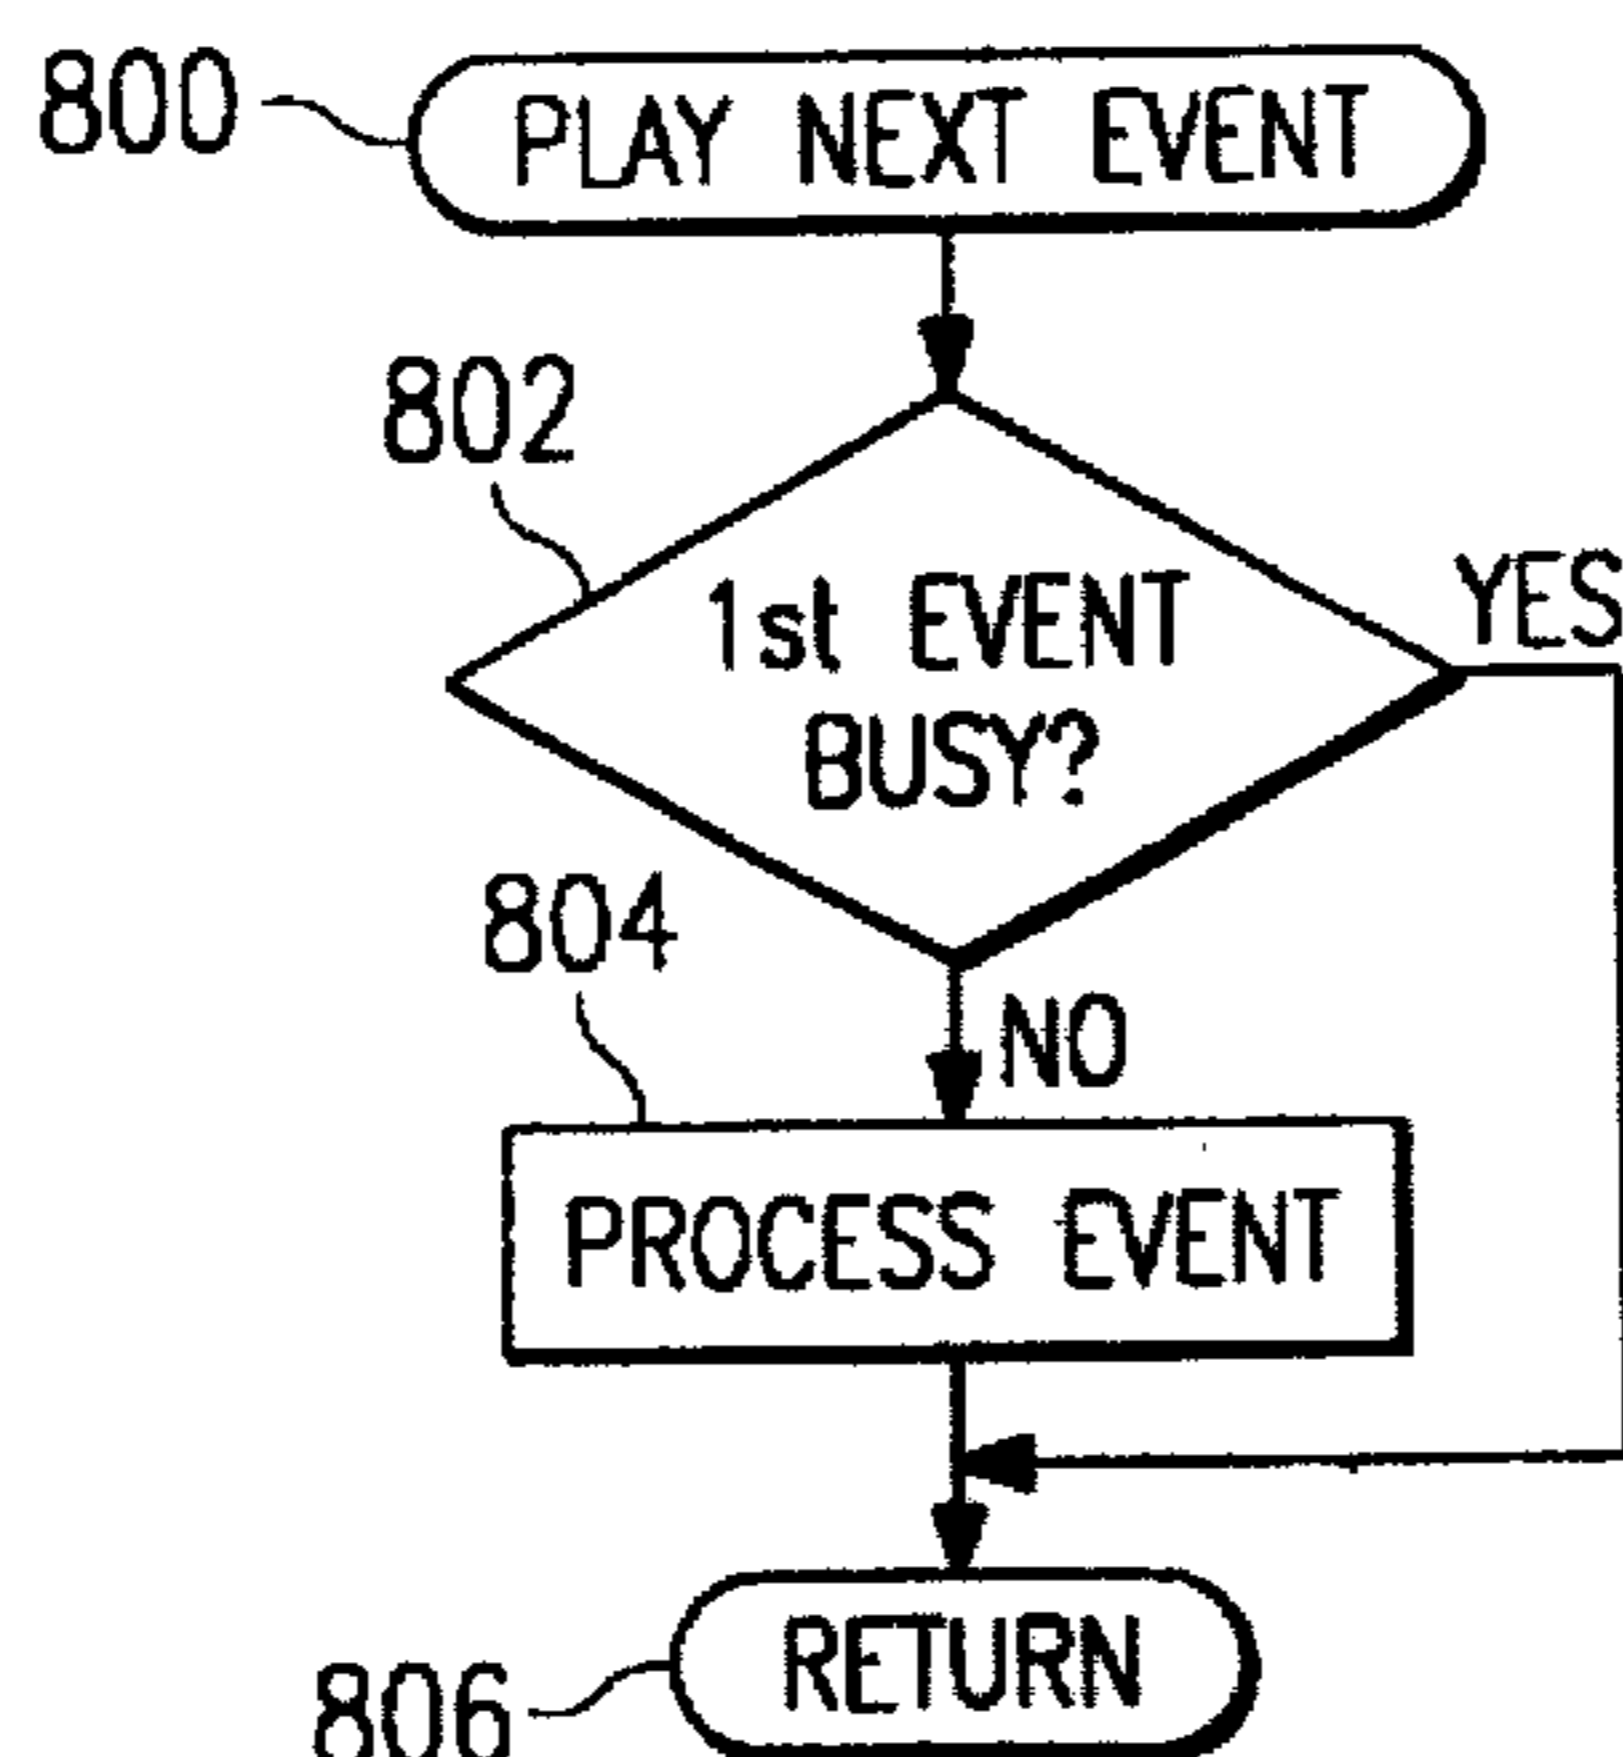 800
PLAY NEXT EVENT
802
1st EVENT
BUSY?
YES
804
NO
PROCESS EVENT
RETURN
806